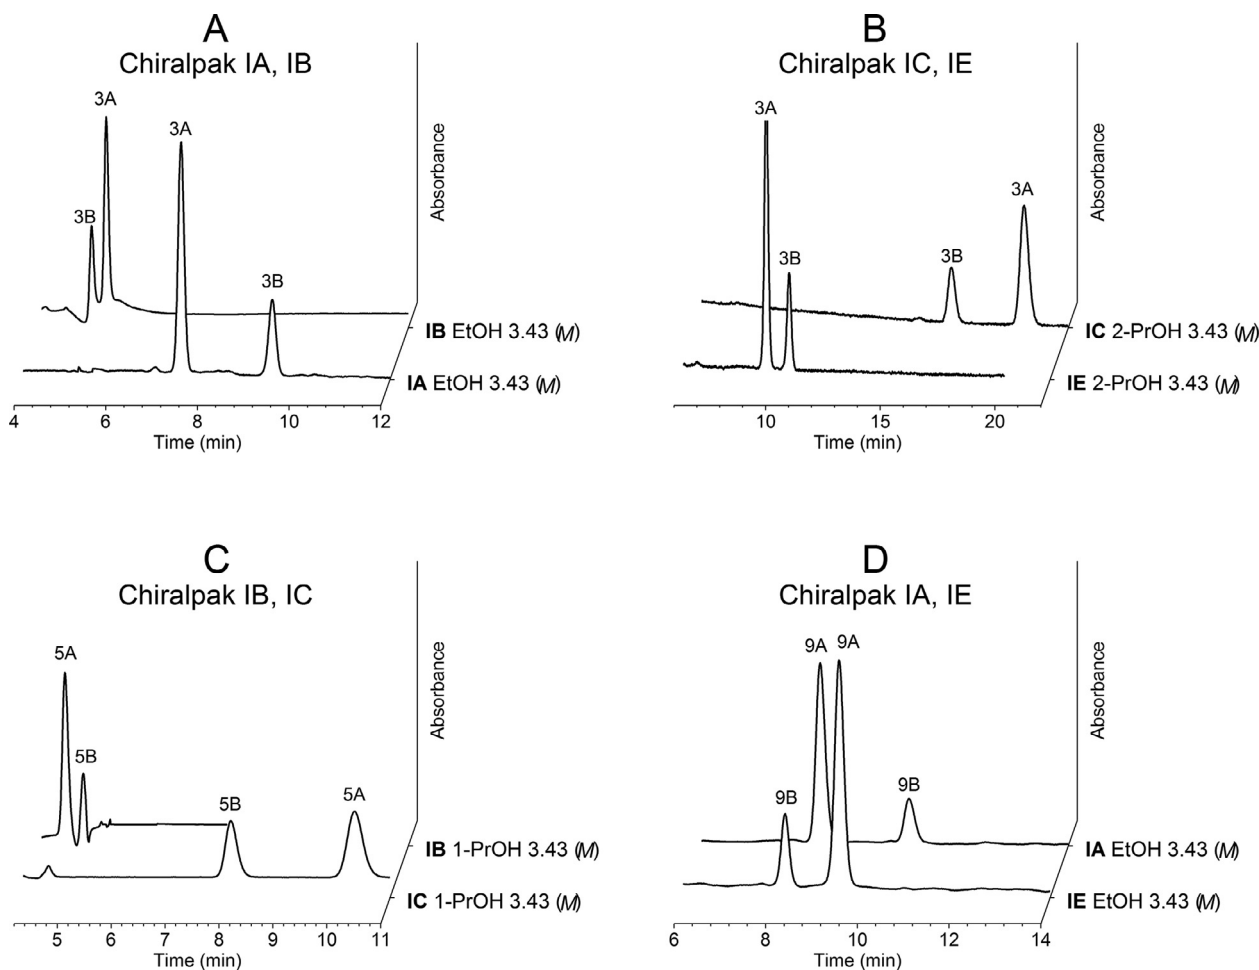 A
Chiralpak IA, IB
3A
3A
3B
3B
Absorbance
IB EtOH 3.43 (M)
IA EtOH 3.43 (M)
4 6 8 10 12
Time (min)
B
Chiralpak IC, IE
3A
3A
3B
3B
Absorbance
IC 2-PrOH 3.43 (M)
IE 2-PrOH 3.43 (M)
10 15 20
Time (min)
C
Chiralpak IB, IC
5A
5B
5B
5A
Absorbance
IB 1-PrOH 3.43 (M)
IC 1-PrOH 3.43 (M)
5 6 7 8 9 10 11
Time (min)
D
Chiralpak IA, IE
9A 9A
9B
9B
Absorbance
IA EtOH 3.43 (M)
IE EtOH 3.43 (M)
6 8 10 12 14
Time (min)